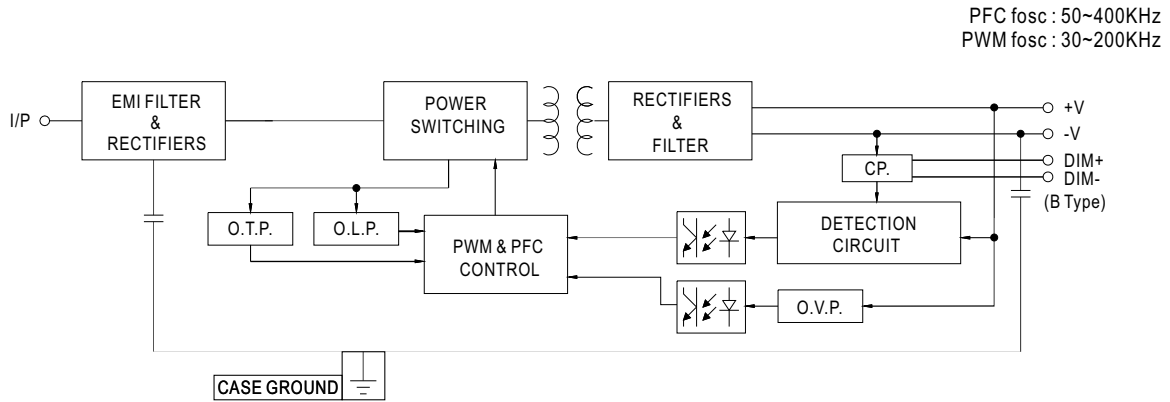 PFC fosc : 50~400KHz
PWM fosc : 30~200KHz
I/P
EMI FILTER
&
RECTIFIERS
POWER
SWITCHING
RECTIFIERS
&
FILTER
+V
-V
DIM+
DIM-
(B Type)
CP.
O.T.P.
O.L.P.
PWM & PFC
CONTROL
DETECTION
CIRCUIT
O.V.P.
CASE GROUND